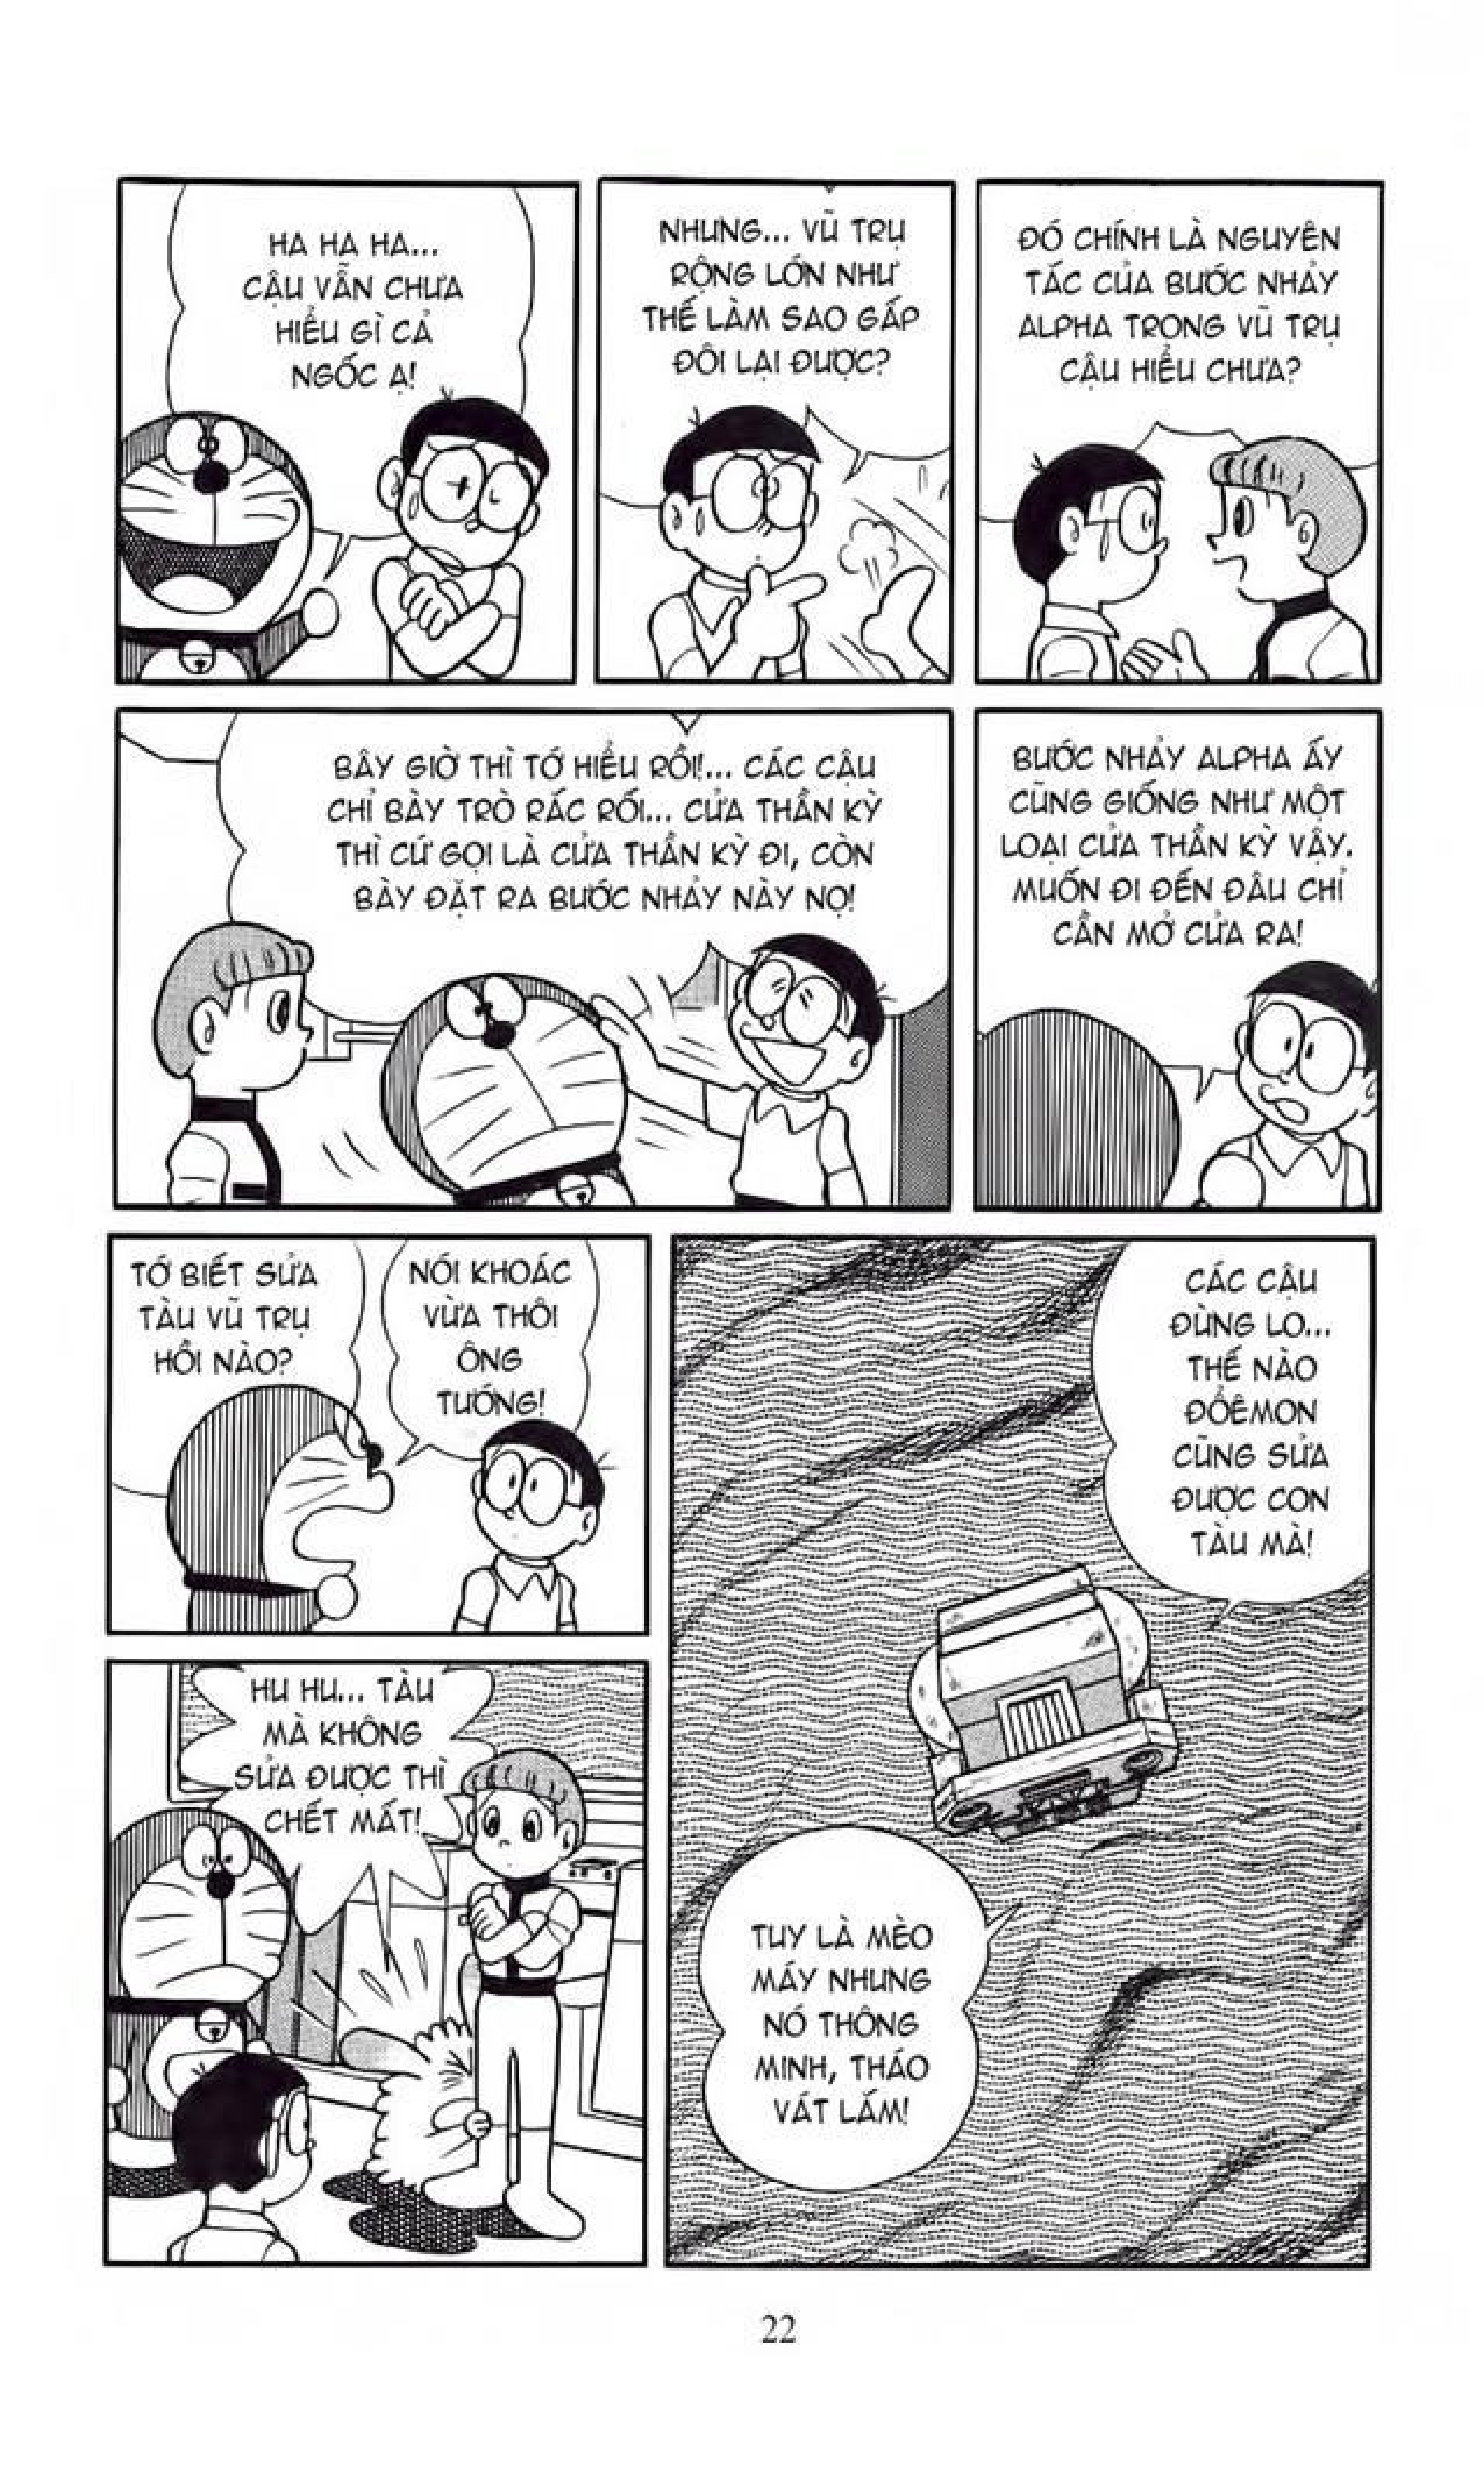 ĐÓ CHÍNH LÀ NGUYÊN
TẮC CỦA BƯỚC NHẢY
ALPHA TRONG VŨ TRỤ
CẬU HIỂU CHƯA?
NHƯNG... VŨ TRỤ
RỘNG LỚN NHƯ
THẾ LÀM SAO GẤP
ĐÔI LẠI ĐƯỢC?
HA HA HA...
CẬU VẪN CHƯA
HIỂU GÌ CẢ
NGỐC Ạ!
BƯỚC NHẢY ALPHA ẤY
CŨNG GIỐNG NHƯ MỘT
LOẠI CỬA THẦN KỲ VẬY.
MUỐN ĐI ĐẾN ĐÂU CHỈ
CẦN MỞ CỬA RA!
BÂY GIỜ THÌ TỚ HIỂU RỒI!... CÁC CẬU
CHỈ BÀY TRÒ RẮC RỐI... CỬA THẦN KỲ
THÌ CỨ GỌI LÀ CỬA THẦN KỲ ĐI, CÒN
BÀY ĐẶT RA BƯỚC NHẢY NÀY NỌ!
CÁC CẬU
ĐỪNG LO...
THẾ NÀO
ĐÔÊMON
CŨNG SỬA
ĐƯỢC CON
TÀU MÀ!
TUY LÀ MÈO
MÁY NHƯNG
NÓ THÔNG
MINH, THÁO
VÁT LẮM!
NÓI KHOÁC
VỪA THÔI
ÔNG
TƯỚNG!
TỚ BIẾT SỬA
TÀU VŨ TRỤ
HỒI NÀO?
HU HU... TÀU
MÀ KHÔNG
SỬA ĐƯỢC THÌ
CHẾT MẤT!
22